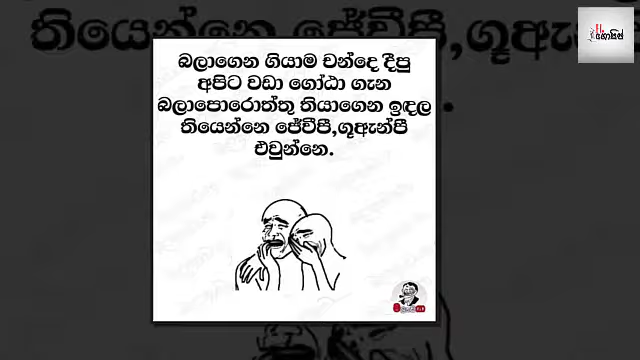 තියෙන්නෙ ජේවීපී,ගූඇ
බලාගෙන ගියාම චන්දෙ දීපු
අපිට වඩා ගෝඨා ගැන
බලාපොරොත්තු තියාගෙන ඉඳල
තියෙන්නෙ ජේවීපී,ගූඇන්පී
එවුන්නෙ.